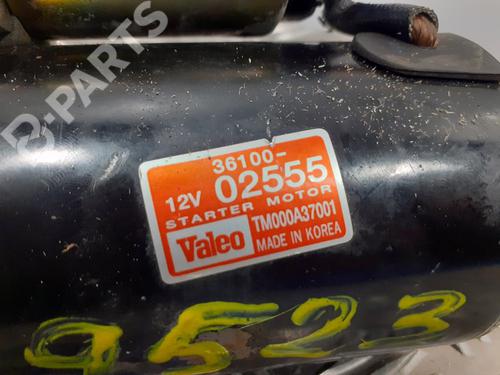 B-PARTS
36100-
12V 02555
STARTER MOTOR
Valeo TM000A37001
MADE IN KOREA
9523